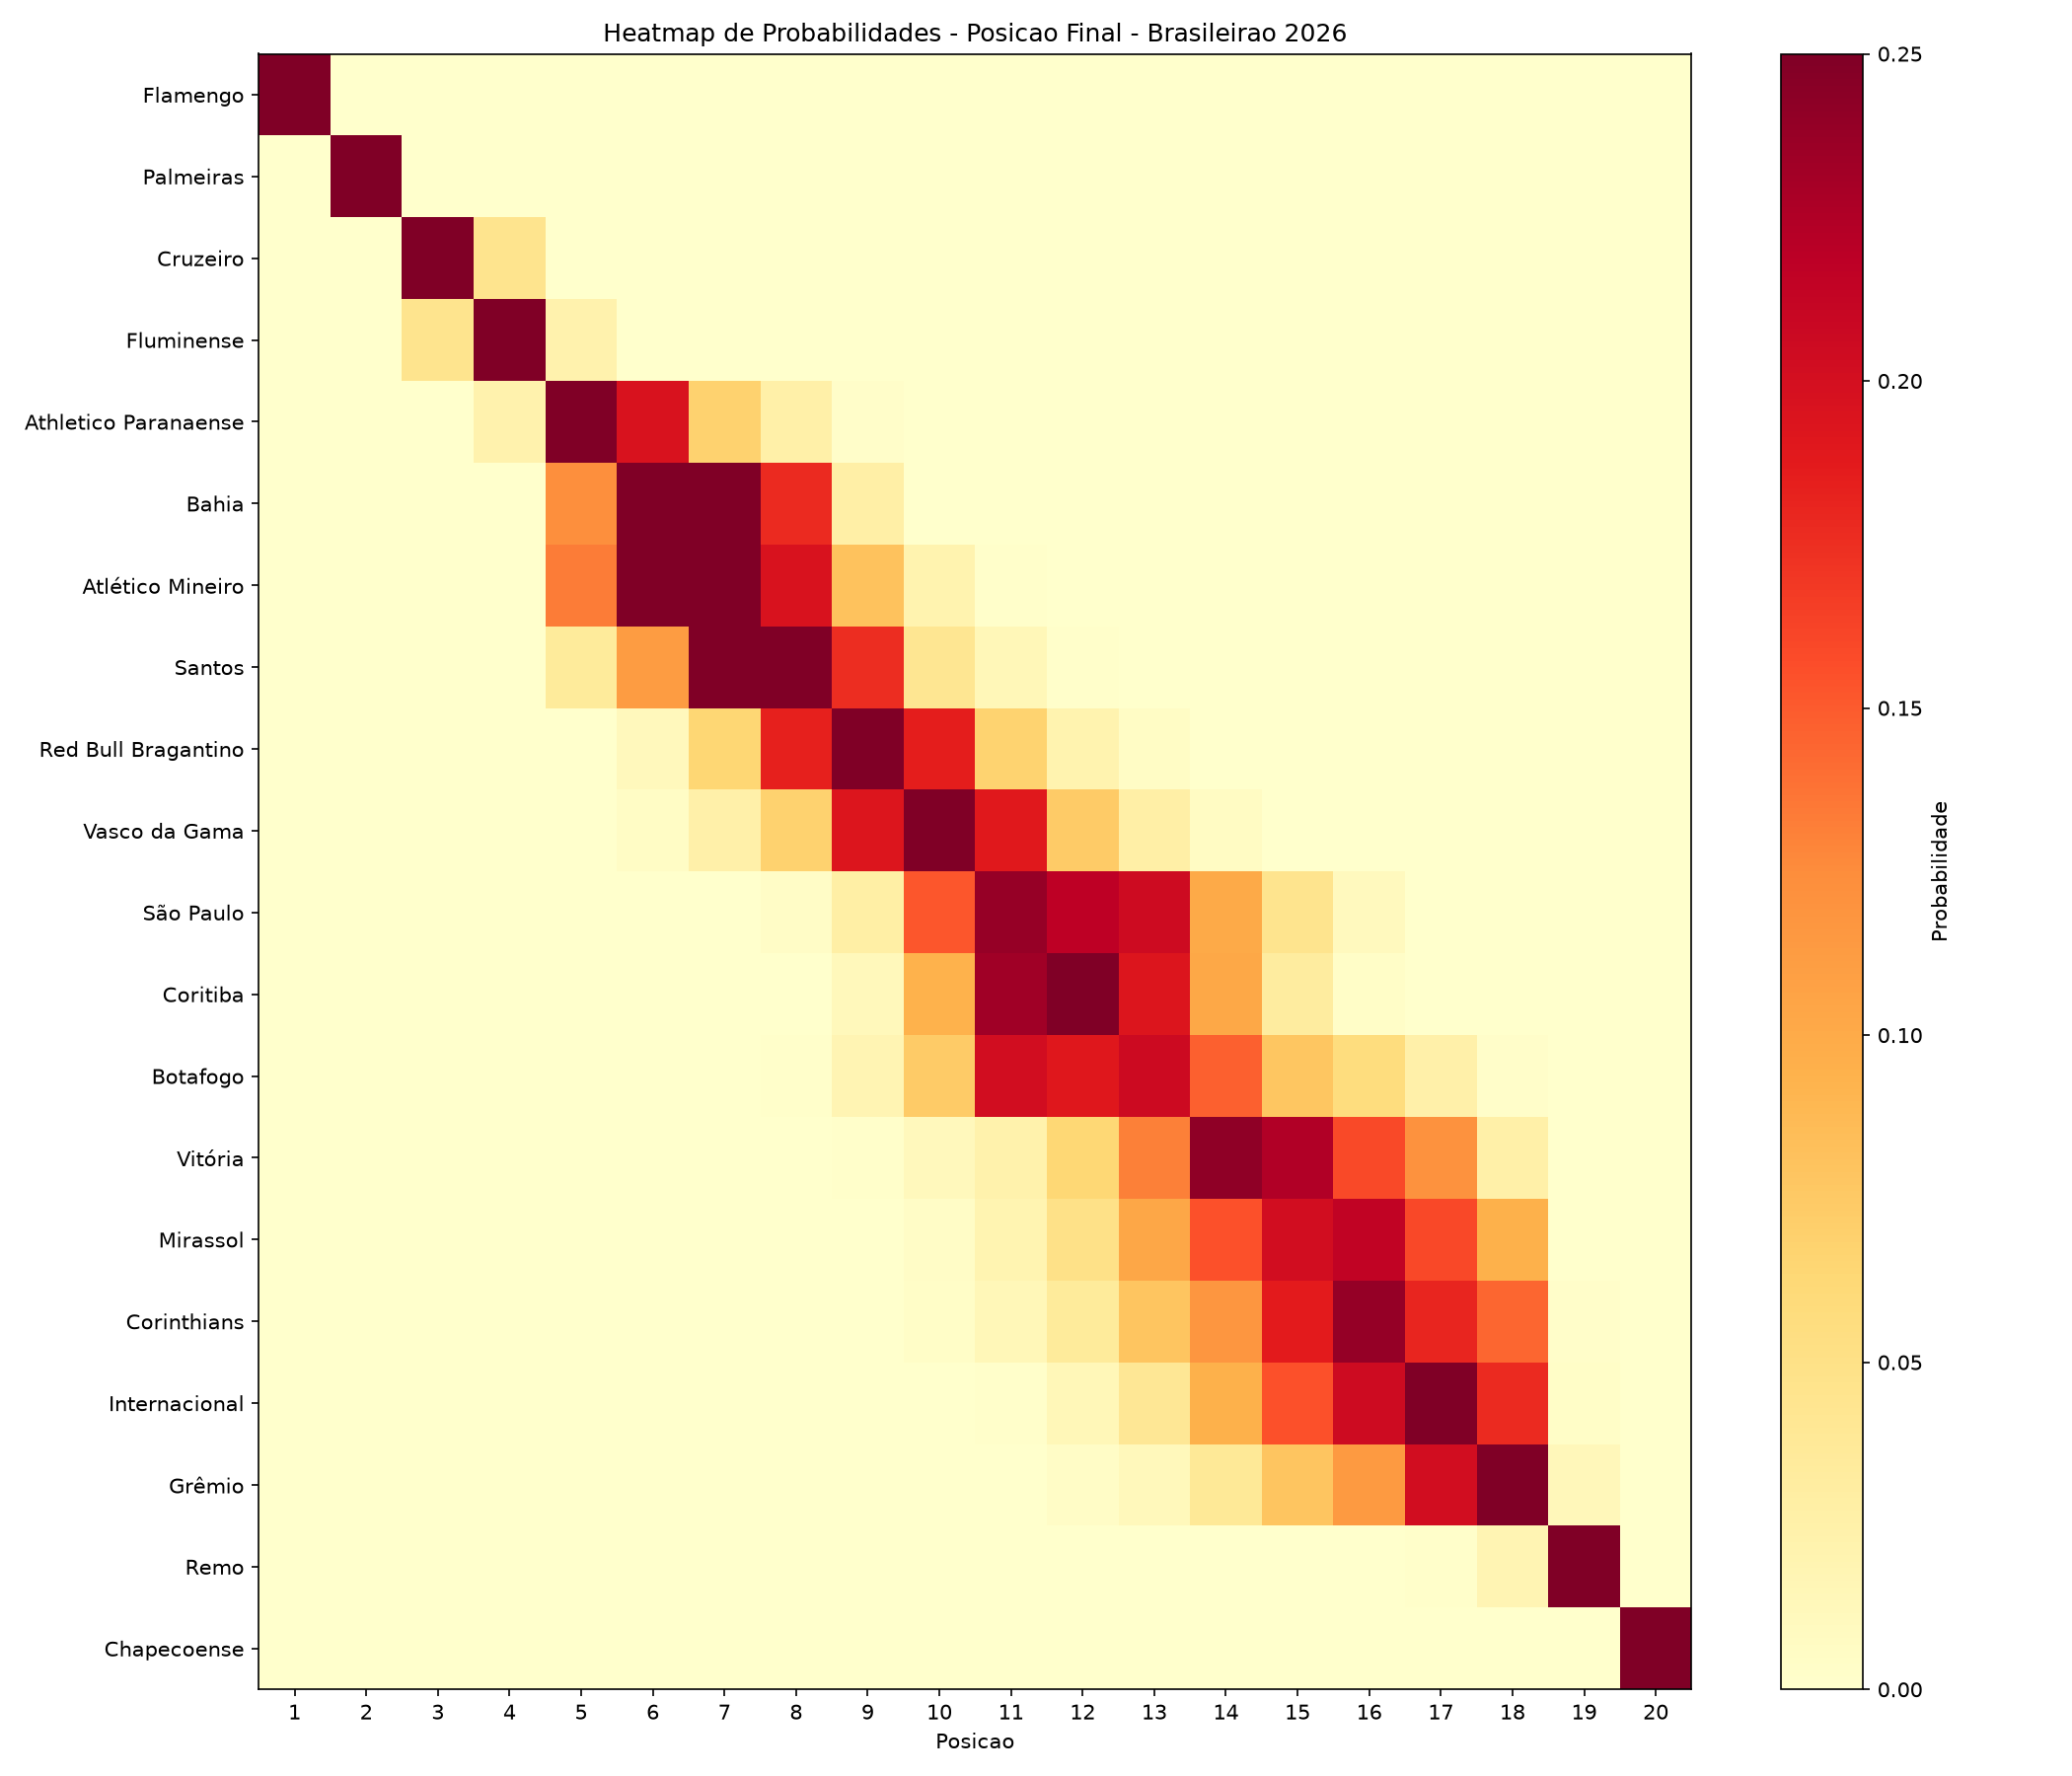 Heatmap de Probabilidades - Posicao Final - Brasileirao 2026
Flamengo
Palmeiras
Cruzeiro
Fluminense
Athletico Paranaense
Bahia
Atlético Mineiro
Santos
Red Bull Bragantino
Vasco da Gama
São Paulo
Coritiba
Botafogo
Vitória
Mirassol
Corinthians
Internacional
Grêmio
Remo
Chapecoense
1 2 3 4 5 6 7 8 9 10 11 12 13 14 15 16 17 18 19 20
Posicao
0.25
0.20
0.15
0.10
0.05
0.00
Probabilidade